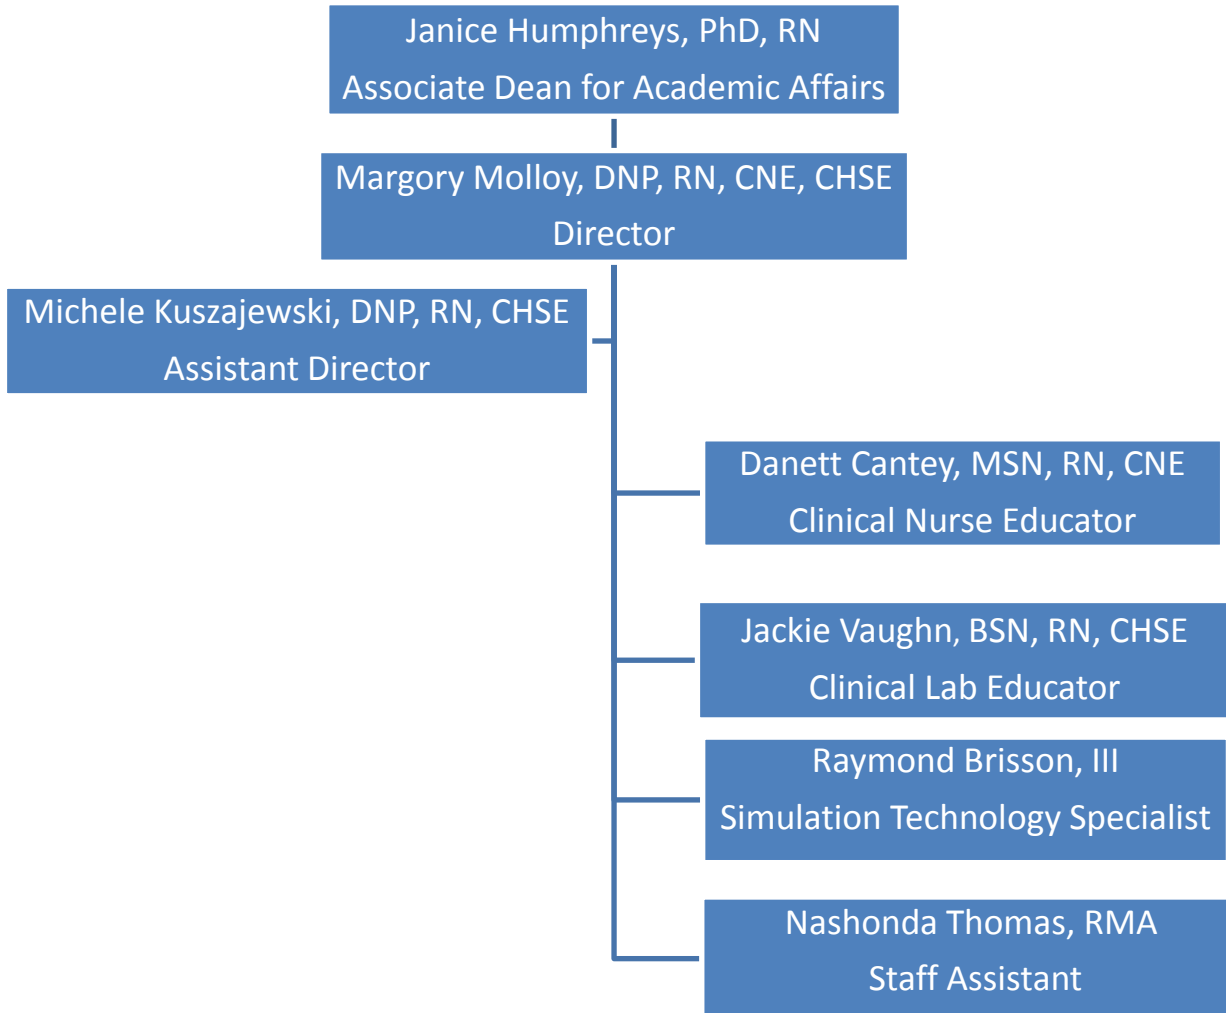 Janice Humphreys, PhD, RN
Associate Dean for Academic Affairs
Margory Molloy, DNP, RN, CNE, CHSE
Director
Michele Kuszajewski, DNP, RN, CHSE
Assistant Director
Danett Cantey, MSN, RN, CNE
Clinical Nurse Educator
Jackie Vaughn, BSN, RN, CHSE
Clinical Lab Educator
Raymond Brisson, III
Simulation Technology Specialist
Nashonda Thomas, RMA
Staff Assistant